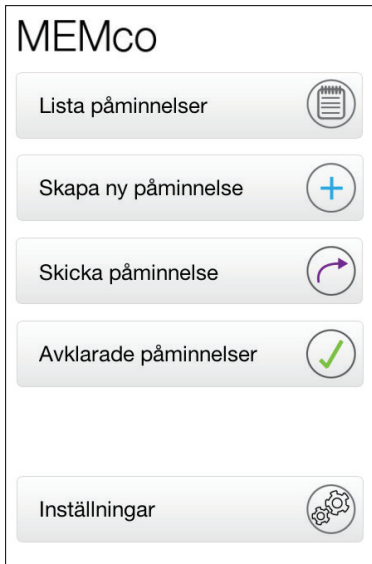 MEMco
Lista påminnelser
Skapa ny påminnelse
Skicka påminnelse
Avklarade påminnelser
Inställningar